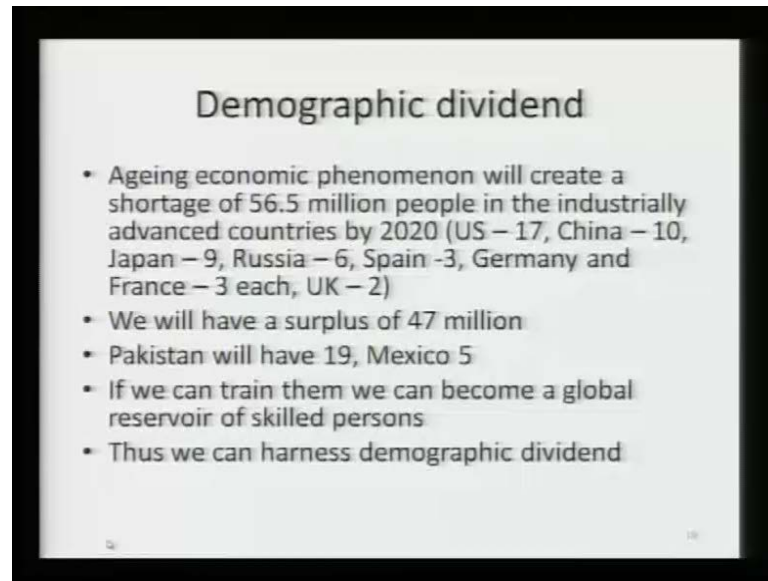 Demographic dividend
• Ageing economic phenomenon will create a
shortage of 56.5 million people in the industrially
advanced countries by 2020 (US – 17, China – 10,
Japan – 9, Russia – 6, Spain -3, Germany and
France – 3 each, UK – 2)
• We will have a surplus of 47 million
• Pakistan will have 19, Mexico 5
• If we can train them we can become a global
reservoir of skilled persons
• Thus we can harness demographic dividend